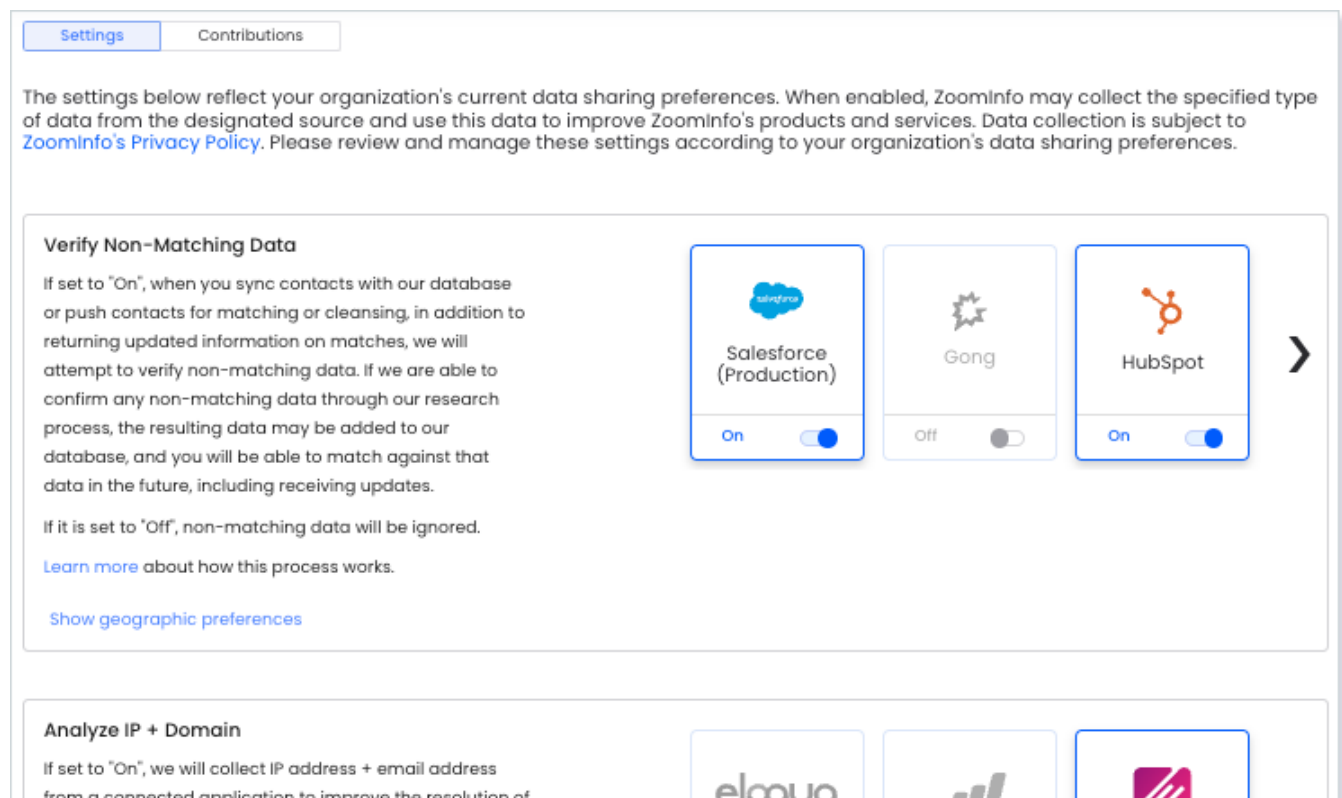 Settings
Contributions
The settings below reflect your organization's current data sharing preferences. When enabled, ZoomInfo may collect the specified type
of data from the designated source and use this data to improve ZoomInfo's products and services. Data collection is subject to
ZoomInfo's Privacy Policy. Please review and manage these settings according to your organization's data sharing preferences.
Verify Non-Matching Data
If set to "On", when you sync contacts with our database
or push contacts for matching or cleansing, in addition to
returning updated information on matches, we will
attempt to verify non-matching data. If we are able to
confirm any non-matching data through our research
process, the resulting data may be added to our
database, and you will be able to match against that
data in the future, including receiving updates.
If it is set to "Off", non-matching data will be ignored.
Learn more about how this process works.
Show geographic preferences
salesforce
Salesforce
(Production)
On
Gong
Off
HubSpot
On
Analyze IP + Domain
If set to "On", we will collect IP address + email address
from a connected application to improve the resolution of
eloqua